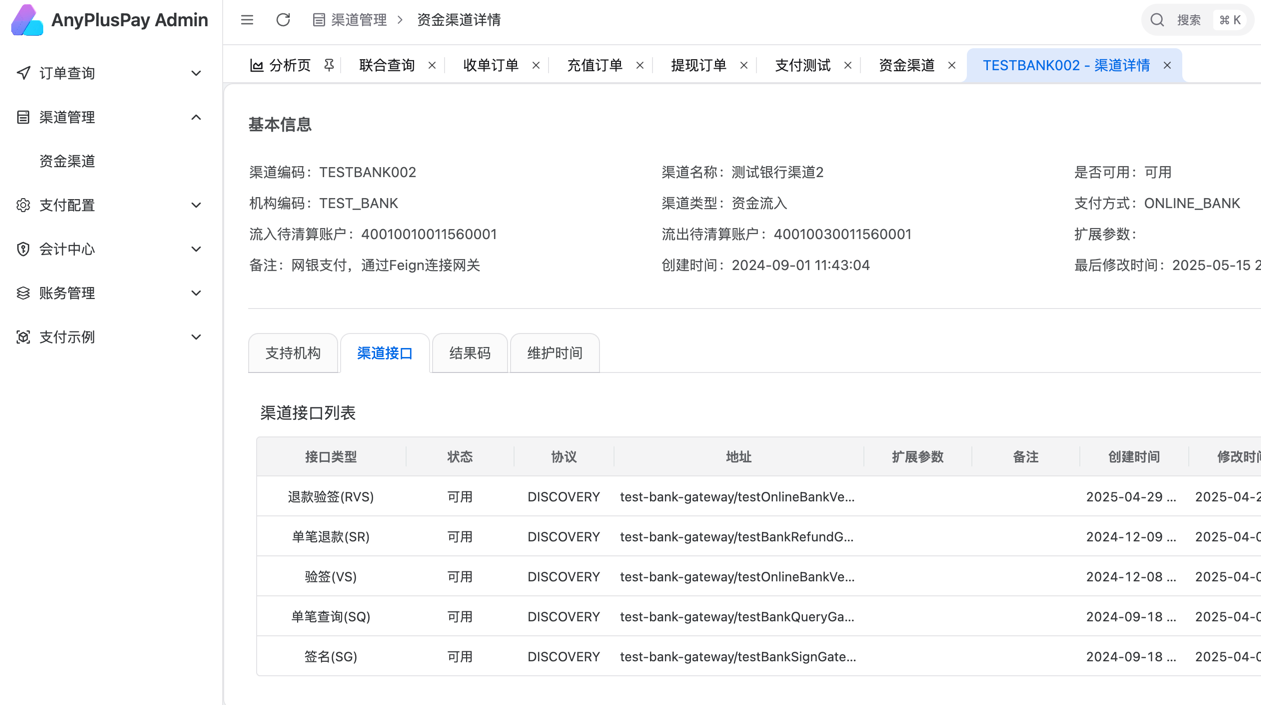 AnyPlusPay Admin
渠道管理 > 资金渠道详情
搜索 ⌘ K
分析页 联合查询 × 收单订单 × 充值订单 × 提现订单 × 支付测试 × 资金渠道 × TESTBANK002 - 渠道详情 ×
订单查询
渠道管理
资金渠道
支付配置
会计中心
账务管理
支付示例
基本信息
渠道编码：TESTBANK002 渠道名称：测试银行渠道2 是否可用：可用
机构编码：TEST_BANK 渠道类型：资金流入 支付方式：ONLINE_BANK
流入待清算账户：40010010011560001 流出待清算账户：40010030011560001 扩展参数：
备注：网银支付，通过Feign连接网关 创建时间：2024-09-01 11:43:04 最后修改时间：2025-05-15 2
支持机构 渠道接口 结果码 维护时间
渠道接口列表
接口类型 状态 协议 地址 扩展参数 备注 创建时间 修改时间
退款验签(RVS) 可用 DISCOVERY test-bank-gateway/testOnlineBankVe... 2025-04-29 ... 2025-04-2
单笔退款(SR) 可用 DISCOVERY test-bank-gateway/testBankRefundG... 2024-12-09 ... 2025-04-0
验签(VS) 可用 DISCOVERY test-bank-gateway/testOnlineBankVe... 2024-12-08 ... 2025-04-0
单笔查询(SQ) 可用 DISCOVERY test-bank-gateway/testBankQueryGa... 2024-09-18 ... 2025-04-0
签名(SG) 可用 DISCOVERY test-bank-gateway/testBankSignGate... 2024-09-18 ... 2025-04-0